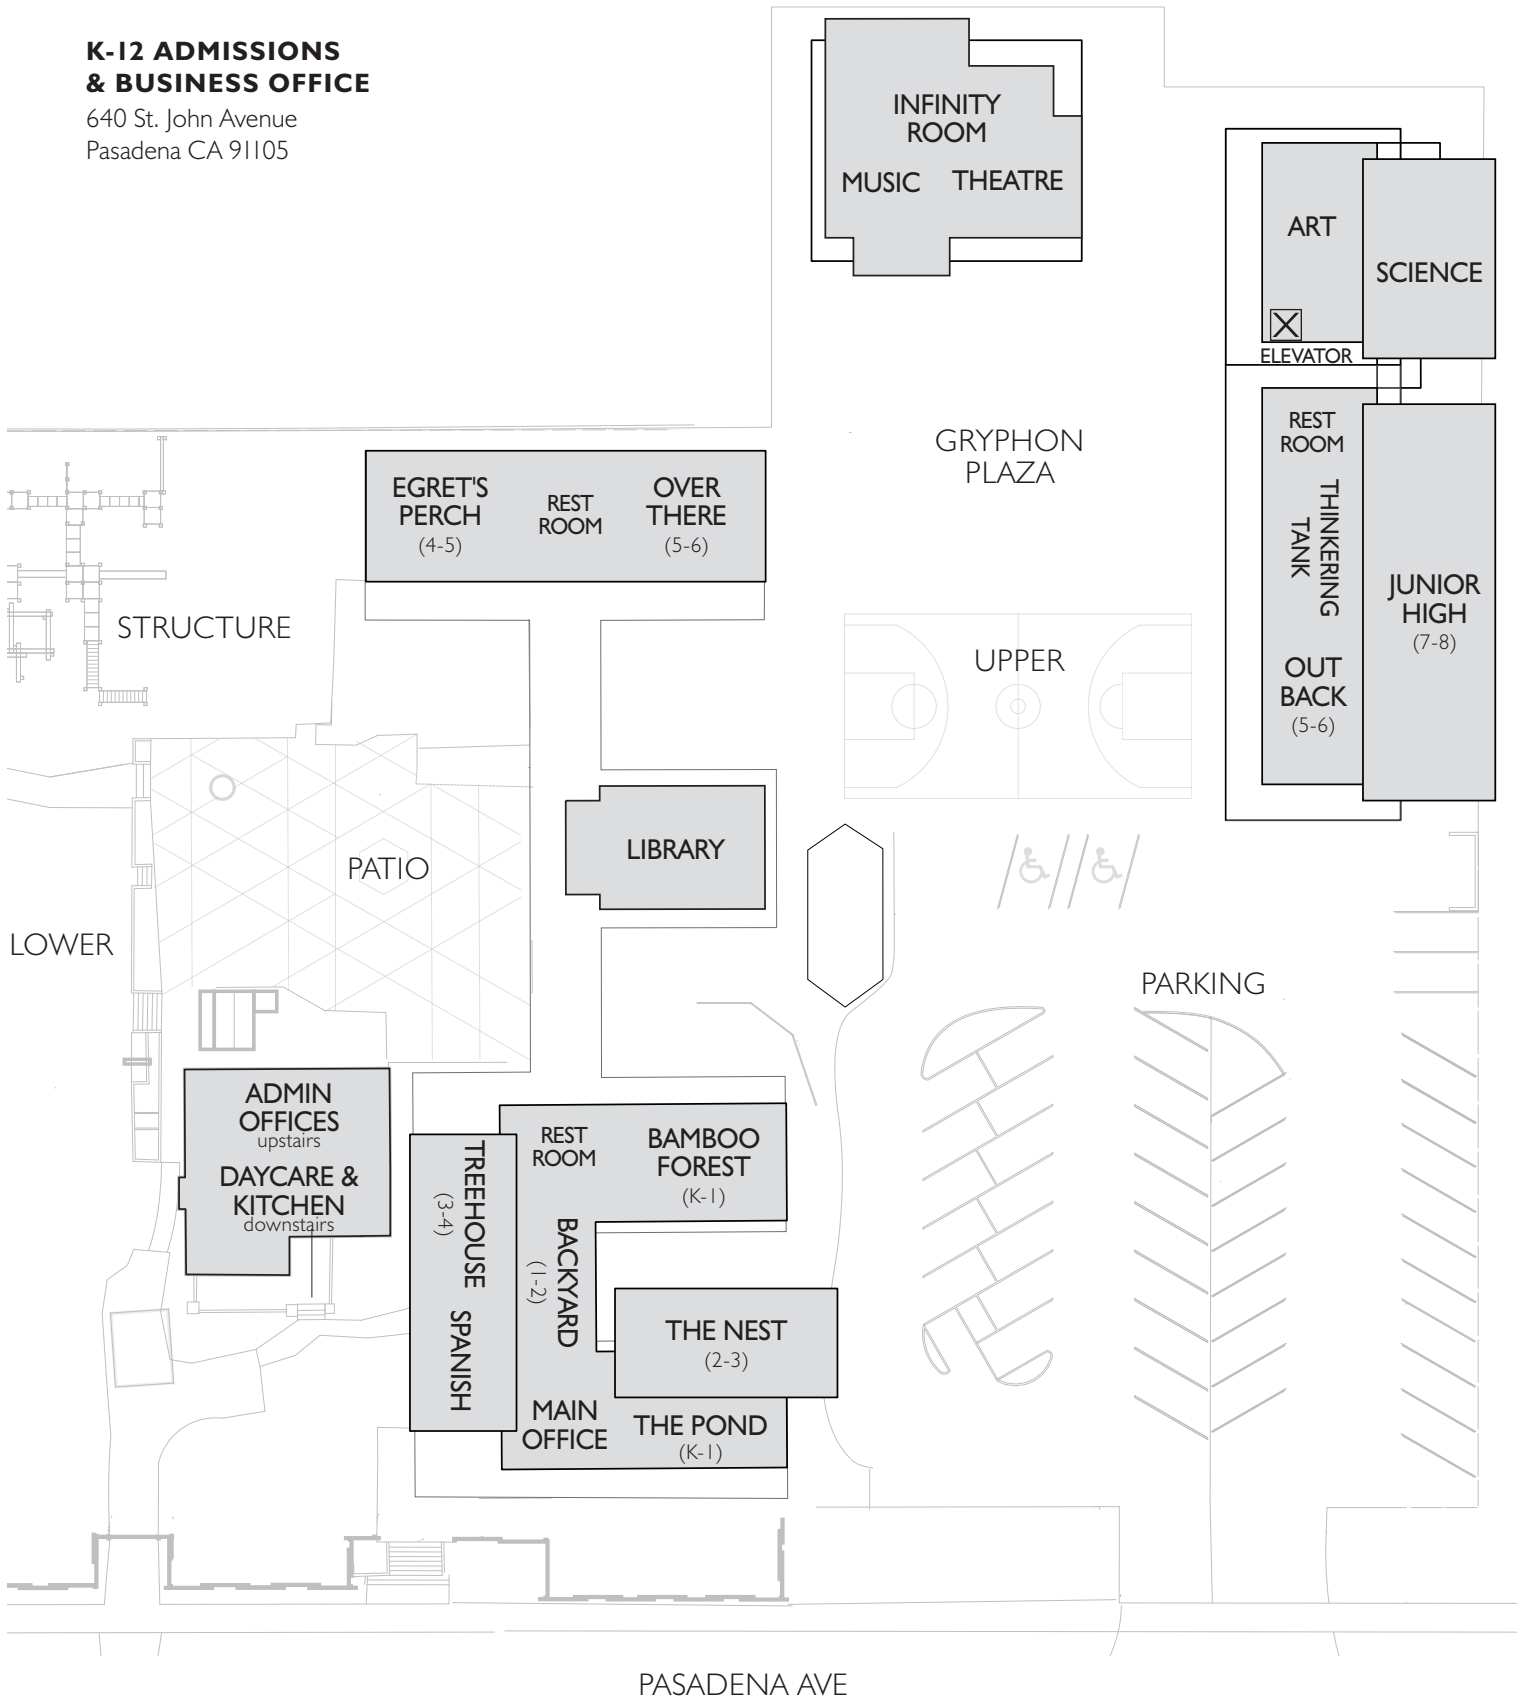 K-12 ADMISSIONS
& BUSINESS OFFICE
640 St. John Avenue
Pasadena CA 91105
INFINITY
ROOM
MUSIC THEATRE
ART
SCIENCE
ELEVATOR
REST
ROOM
THINKERING
TANK
OUT
BACK
(5-6)
JUNIOR
HIGH
(7-8)
GRYPHON
PLAZA
EGRET'S
PERCH
(4-5)
REST
ROOM
OVER
THERE
(5-6)
STRUCTURE
UPPER
PATIO
LIBRARY
LOWER
PARKING
ADMIN
OFFICES
upstairs
DAYCARE &
KITCHEN
downstairs
TREEHOUSE
(3-4)
SPANISH
REST
ROOM
BAMBOO
FOREST
(K-1)
BACKYARD
(1-2)
THE NEST
(2-3)
MAIN
OFFICE
THE POND
(K-1)
PASADENA AVE